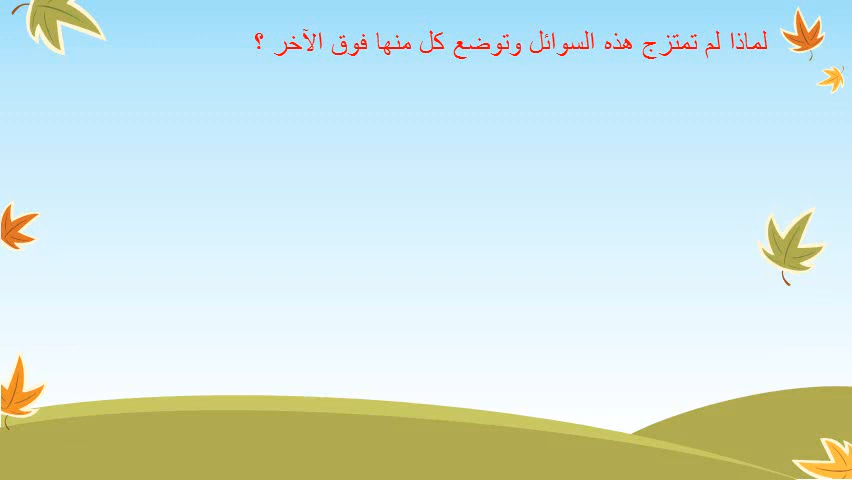 لماذا لم تمتزج هذه السوائل وتوضع كل منها فوق الآخر ؟